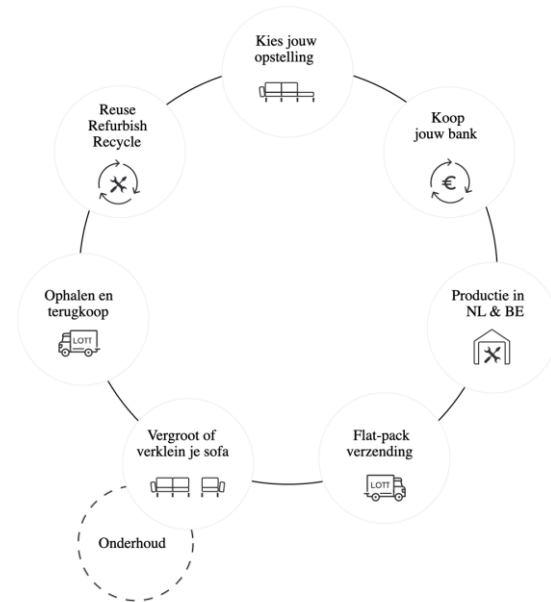 Kies jouw
opstelling
Koop
jouw bank
€
Productie in
NL & BE
Flat-pack
verzending
LOTT
Vergroot of
verklein je sofa
Onderhoud
Ophalen en
terugkoop
LOTT
Reuse
Refurbish
Recycle